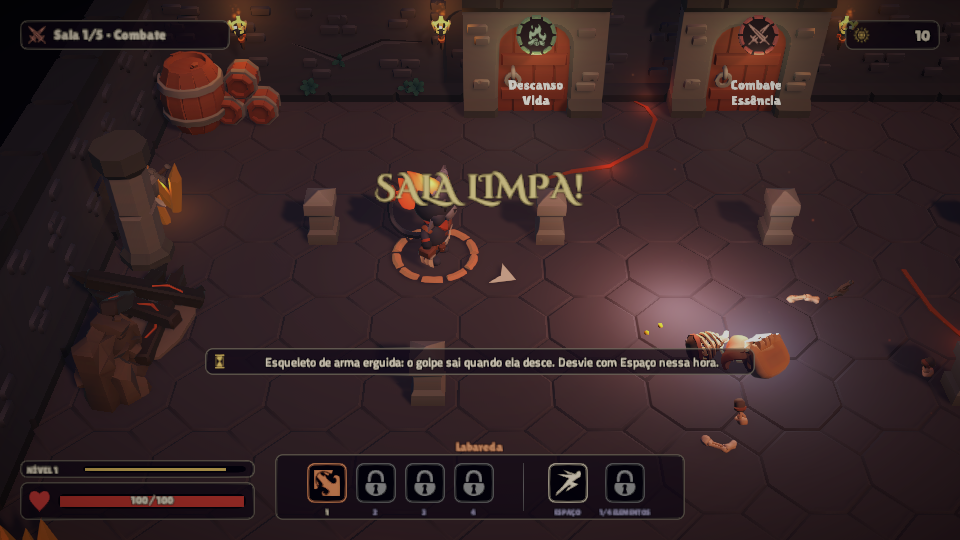 Sala 1/5 - Combate
10
Descanso
Vida
Combate
Essência
SALA LIMPA!
Esqueleto de arma erguida: o golpe sai quando ela desce. Desvie com Espaço nessa hora.
Labareda
NÍVEL 1
100/100
1
2
3
4
ESPAÇO
1/4 ELEMENTOS